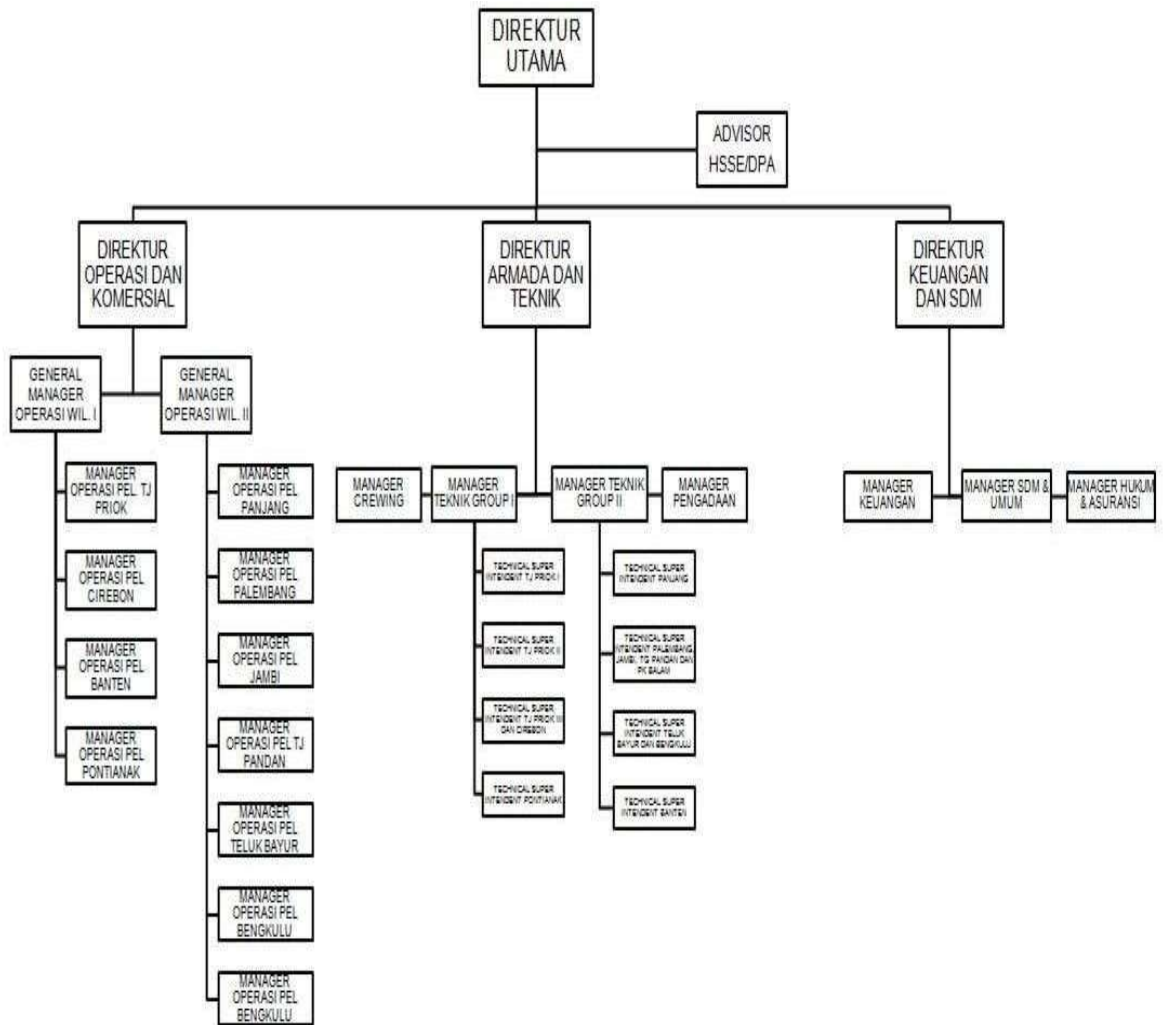 DIREKTUR
UTAMA
ADVISOR
HSSE/DPA
DIREKTUR
OPERASI DAN
KOMERSIAL
DIREKTUR
ARMADA DAN
TEKNIK
DIREKTUR
KEUANGAN
DAN SDM
GENERAL
MANAGER
OPERASI WIL. I
GENERAL
MANAGER
OPERASI WIL. II
MANAGER
OPERASI PEL. TJ
PRIOK
MANAGER
OPERASI PEL
CIREBON
MANAGER
OPERASI PEL
BANTEN
MANAGER
OPERASI PEL
PONTIANAK
MANAGER
OPERASI PEL
PANJANG
MANAGER
OPERASI PEL
PALEMBANG
MANAGER
OPERASI PEL
JAMBI
MANAGER
OPERASI PEL TJ
PANDAN
MANAGER
OPERASI PEL
TELUK BAYUR
MANAGER
OPERASI PEL
BENGKULU
MANAGER
OPERASI PEL
BENGKULU
MANAGER
CREWING
MANAGER
TEKNIK GROUP I
MANAGER TEKNIK
GROUP II
MANAGER
PENGADAAN
TECHNICAL SUPER
INTENDENT TJ PRIOK I
TECHNICAL SUPER
INTENDENT TJ PRIOK II
TECHNICAL SUPER
INTENDENT TJ PRIOK III
DAN CIREBON
TECHNICAL SUPER
INTENDENT PONTIANAK
TECHNICAL SUPER
INTENDENT PANJANG
TECHNICAL SUPER
INTENDENT PALEMBANG,
JAMBI, TG PANDAN DAN
PK BALAM
TECHNICAL SUPER
INTENDENT TELUK
BAYUR DAN BENGKULU
TECHNICAL SUPER
INTENDENT BANTEN
MANAGER
KEUANGAN
MANAGER SDM &
UMUM
MANAGER HUKUM
& ASURANSI